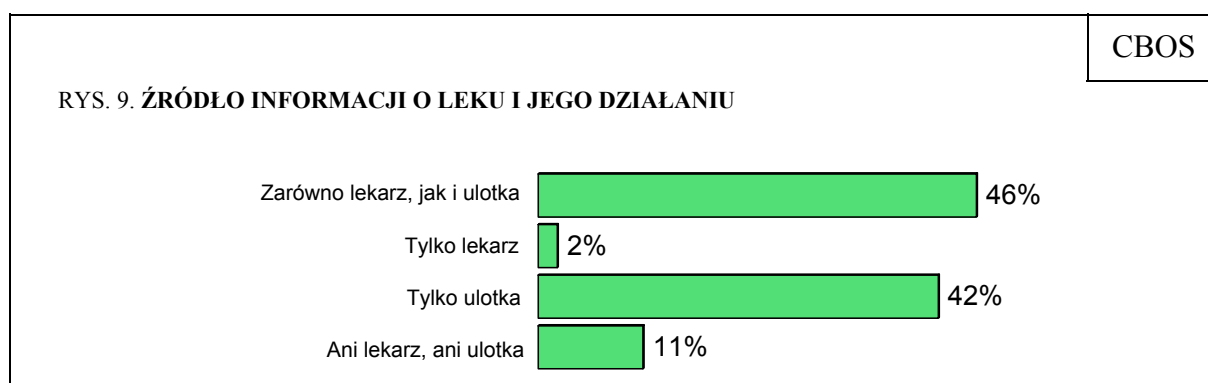 CBOS
RYS. 9. ŹRÓDŁO INFORMACJI O LEKU I JEGO DZIAŁANIU
Zarówno lekarz, jak i ulotka 46%
Tylko lekarz 2%
Tylko ulotka 42%
Ani lekarz, ani ulotka 11%